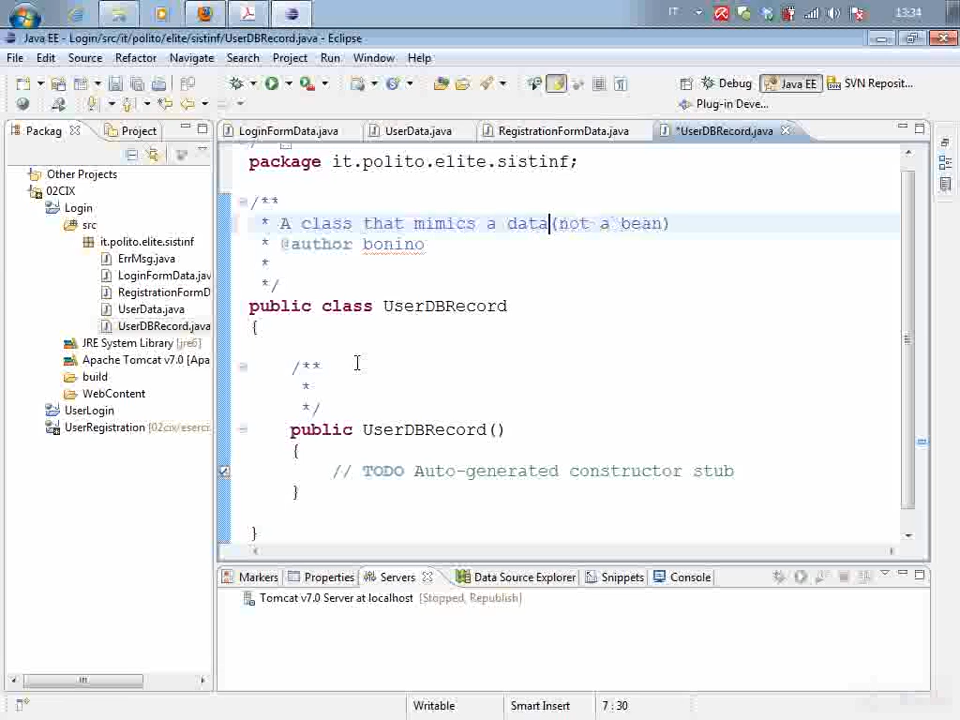 IT
13:34
Java EE - Login/src/it/polito/elite/sistinf/UserDBRecord.java - Eclipse
File Edit Source Refactor Navigate Search Project Run Window Help
Debug Java EE SVN Reposit...
Plug-in Deve...
Packag Project
LoginFormData.java UserData.java RegistrationFormData.java *UserDBRecord.java
Other Projects
02CIX
Login
src
it.polito.elite.sistinf
ErrMsg.java
LoginFormData.jav
RegistrationFormD
UserData.java
UserDBRecord.java
JRE System Library [jre6]
Apache Tomcat v7.0 [Apa
build
WebContent
UserLogin
UserRegistration [02cix/eserci
package it.polito.elite.sistinf;
/**
* A class that mimics a data(not a bean)
* @author bonino
*
*/
public class UserDBRecord
{
/**
*
*/
public UserDBRecord()
{
// TODO Auto-generated constructor stub
}
}
Markers Properties Servers Data Source Explorer Snippets Console
Tomcat v7.0 Server at localhost [Stopped, Republish]
Writable Smart Insert 7 : 30